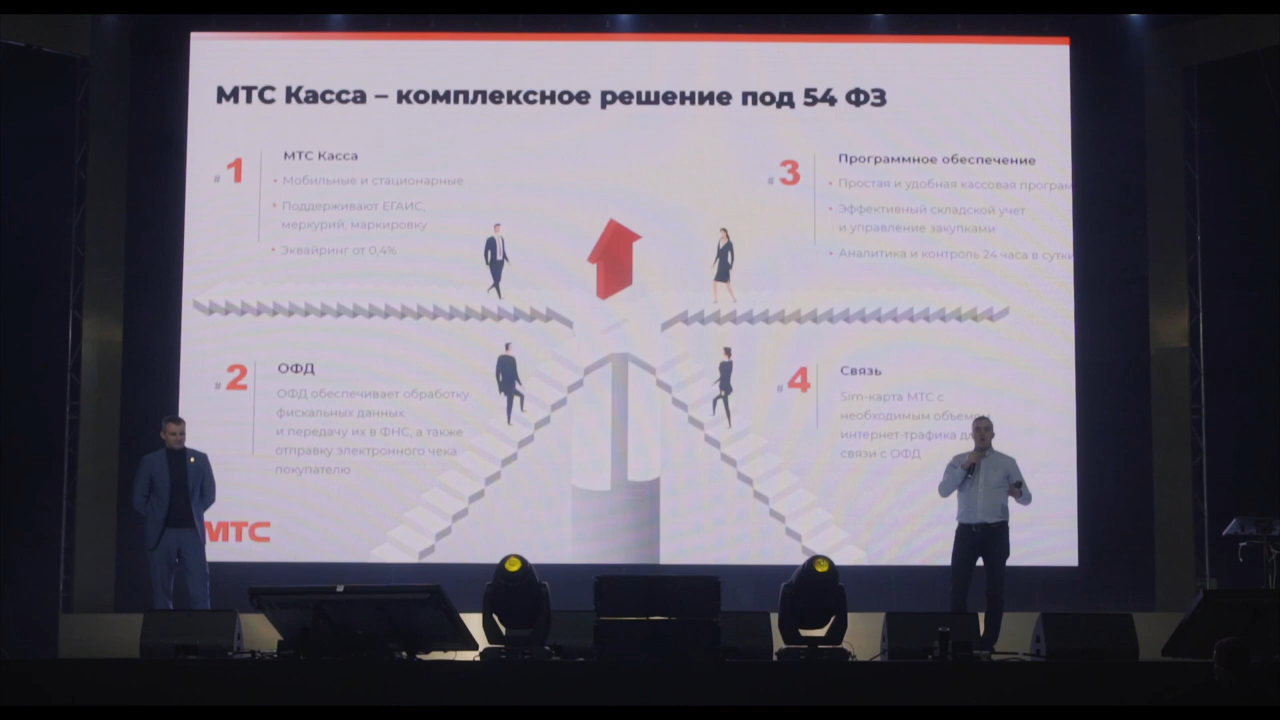 МТС Касса – комплексное решение под 54 ФЗ
# 1
МТС Касса
• Мобильные и стационарные
• Поддерживают ЕГАИС,
меркурий, маркировку
• Эквайринг от 0,4%
# 2
ОФД
ОФД обеспечивает обработку
фискальных данных
и передачу их в ФНС, а также
отправку электронного чека
покупателю
# 3
Программное обеспечение
• Простая и удобная кассовая програм
• Эффективный складской учет
и управление закупками
• Аналитика и контроль 24 часа в сутки
# 4
Связь
Sim-карта МТС с
необходимым объемом
интернет-трафика
связи с ОФД
МТС